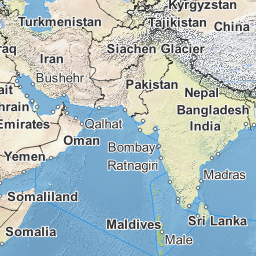 Kyrgyzstan
Turkmenistan
Tajikistan
China
Siachen Glacier
Iran
Bushehr
Pakistan
Nepal
Bangladesh
Qalhat
India
Emirates
Oman
Bombay
Yemen
Ratnagiri
Madras
Somaliland
Maldives
Sri Lanka
Somalia
Male